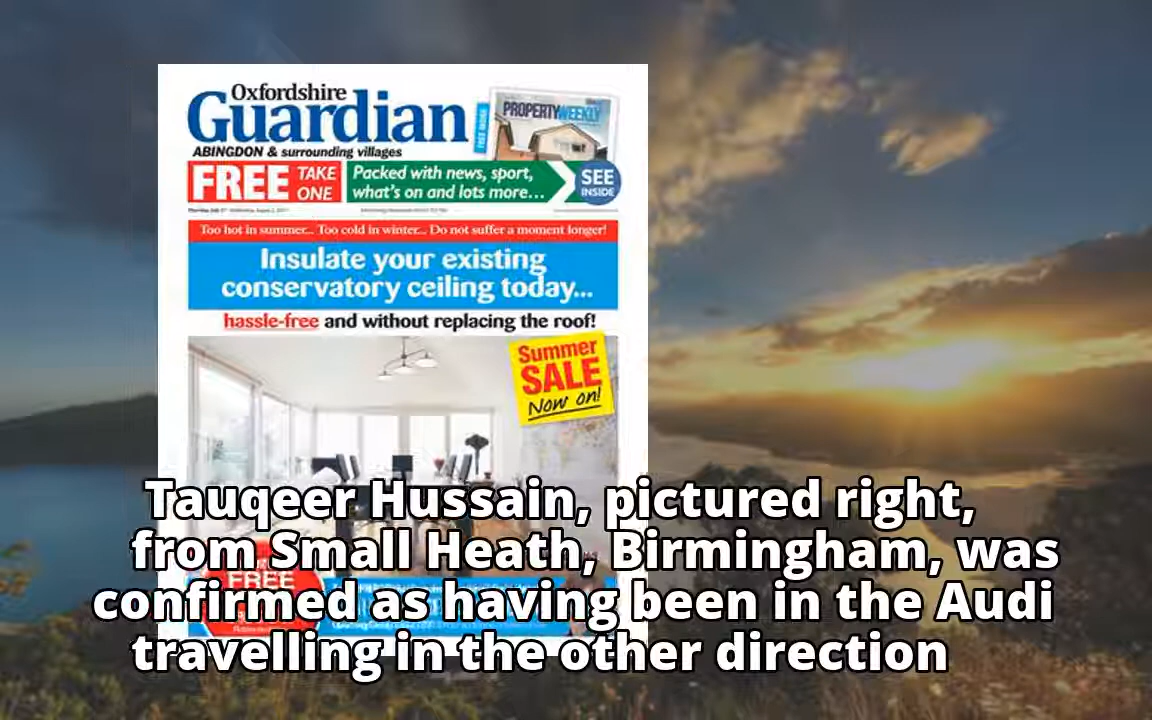 Oxfordshire
Guardian
PROPERTYWEEKLY
ABINGDON & surrounding villages
FREE TAKE ONE
Packed with news, sport,
what's on and lots more...
SEE
INSIDE
Too hot in summer... Too cold in winter... Do not suffer a moment longer!
Insulate your existing
conservatory ceiling today...
hassle-free and without replacing the roof!
Summer
SALE
Now on!
FREE
Tauqeer Hussain, pictured right,
from Small Heath, Birmingham, was
confirmed as having been in the Audi
travelling in the other direction